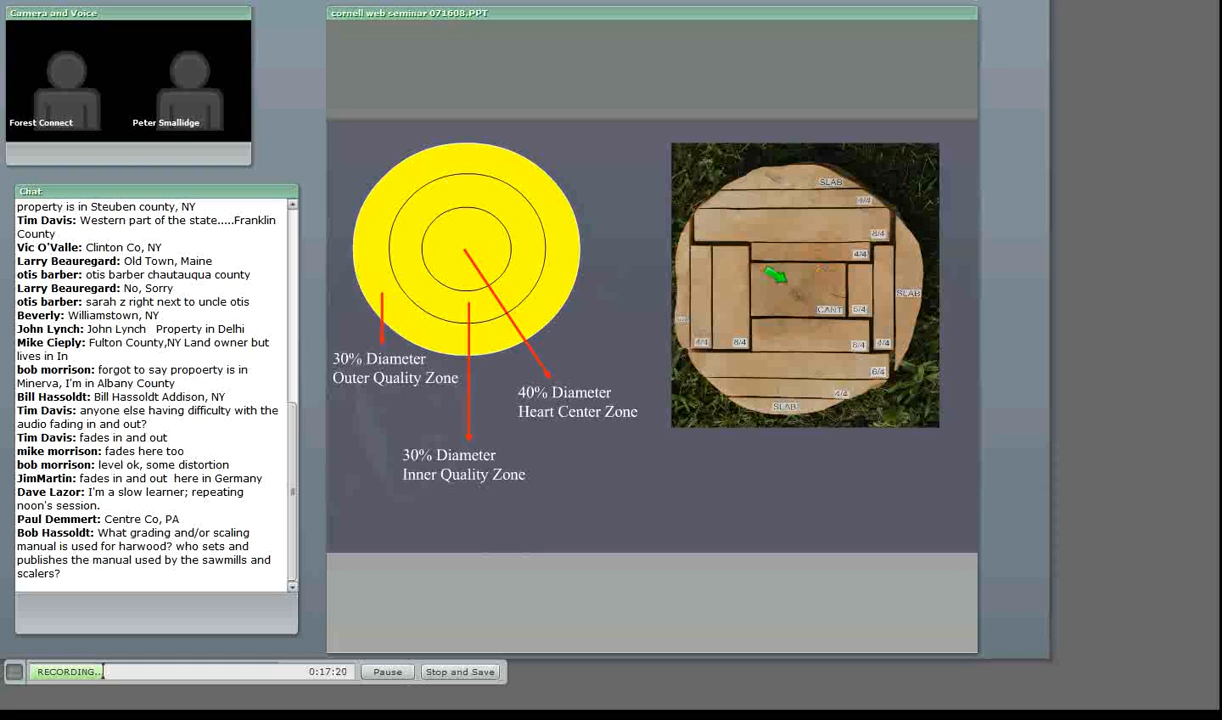 Camera and Voice
Forest Connect
Peter Smallidge
Chat
property is in Steuben county, NY
Tim Davis: Western part of the state.....Franklin
County
Vic O'Valle: Clinton Co, NY
Larry Beauregard: Old Town, Maine
otis barber: otis barber chautauqua county
Larry Beauregard: No, Sorry
otis barber: sarah z right next to uncle otis
Beverly: Williamstown, NY
John Lynch: John Lynch Property in Delhi
Mike Cieply: Fulton County,NY Land owner but
lives in In
bob morrison: forgot to say propoerty is in
Minerva, I'm in Albany County
Bill Hassoldt: Bill Hassoldt Addison, NY
Tim Davis: anyone else having difficulty with the
audio fading in and out?
Tim Davis: fades in and out
mike morrison: fades here too
bob morrison: level ok, some distortion
JimMartin: fades in and out here in Germany
Dave Lazor: I'm a slow learner; repeating
noon's session.
Paul Demmert: Centre Co, PA
Bob Hassoldt: What grading and/or scaling
manual is used for harwood? who sets and
publishes the manual used by the sawmills and
scalers?
RECORDING...
0:17:20
Pause
Stop and Save
cornell web seminar 071608.PPT
30% Diameter
Outer Quality Zone
40% Diameter
Heart Center Zone
30% Diameter
Inner Quality Zone
SLAB
4/4
8/4
4/4
CANT
SLAB
4/4
8/4
4/4
SLAB